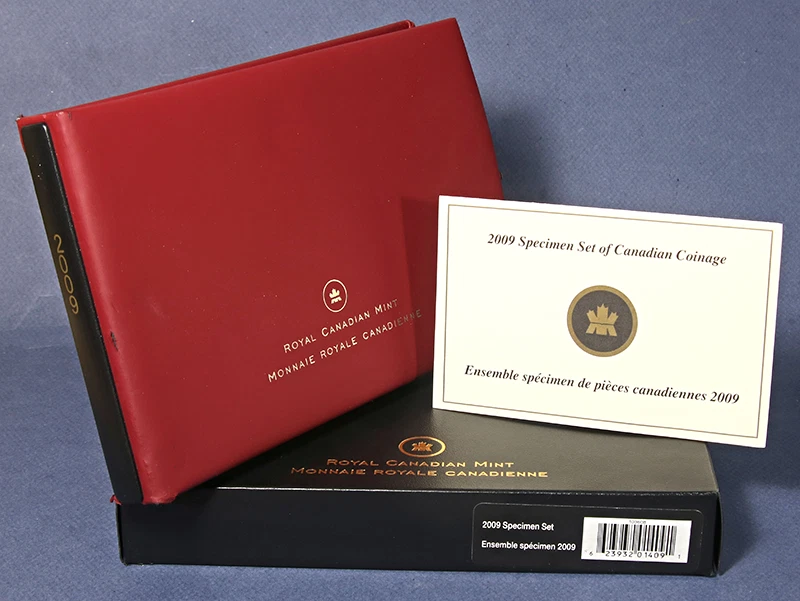 2009
ROYAL CANADIAN MINT
MONNAIE ROYALE CANADIENNE
2009 Specimen Set of Canadian Coinage
Ensemble spécimen de pièces canadiennes 2009
ROYAL CANADIAN MINT
MONNAIE ROYALE CANADIENNE
2009 Specimen Set
Ensemble spécimen 2009
6 23932 01409 1